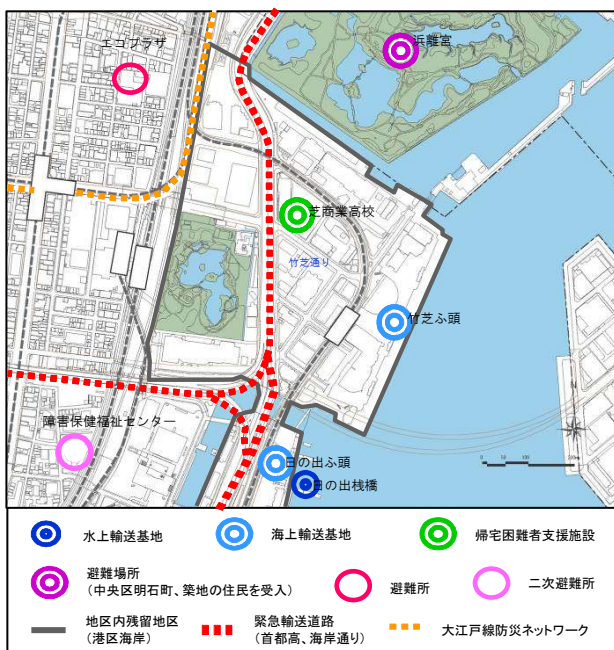 エコプラザ
浜離宮
芝商業高校
竹芝通り
竹芝ふ頭
障害保健福祉センター
日の出ふ頭
日の出桟橋
水上輸送基地
海上輸送基地
帰宅困難者支援施設
避難場所
(中央区明石町、築地の住民を受入)
避難所
二次避難所
地区内残留地区
(港区海岸)
緊急輸送道路
(首都高、海岸通り)
大江戸線防災ネットワーク